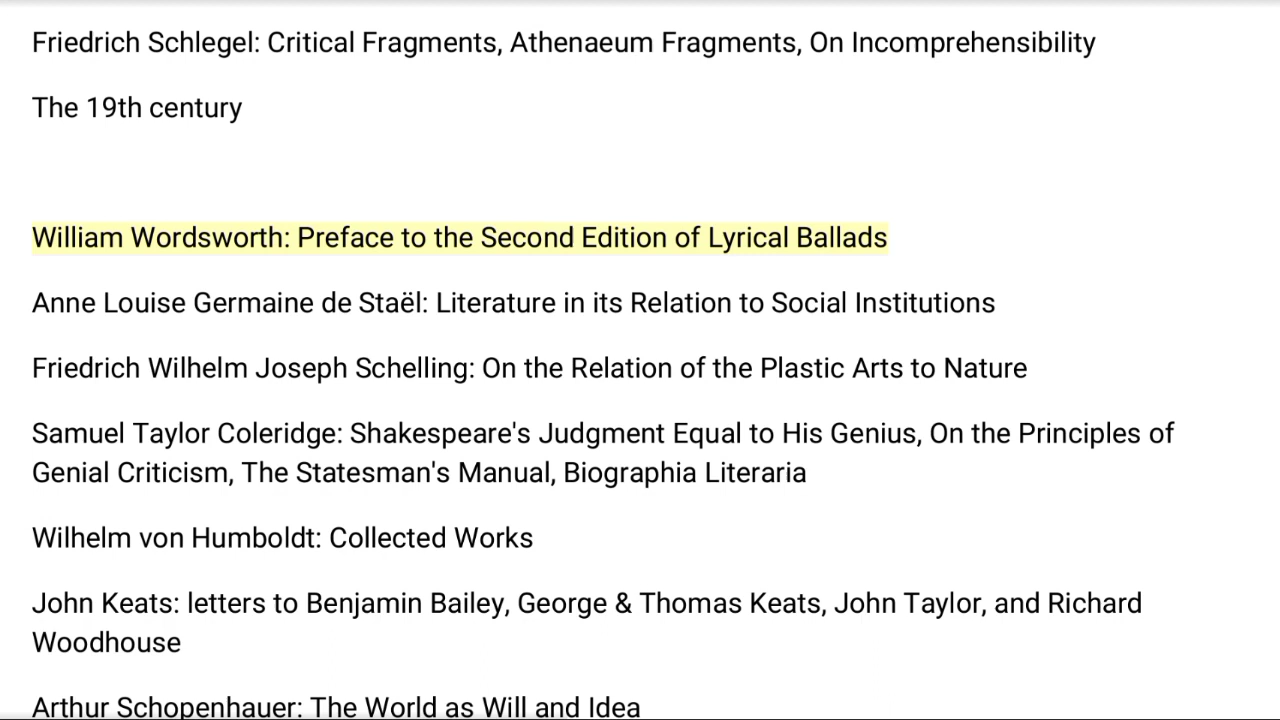 Friedrich Schlegel: Critical Fragments, Athenaeum Fragments, On Incomprehensibility
The 19th century
William Wordsworth: Preface to the Second Edition of Lyrical Ballads
Anne Louise Germaine de Staël: Literature in its Relation to Social Institutions
Friedrich Wilhelm Joseph Schelling: On the Relation of the Plastic Arts to Nature
Samuel Taylor Coleridge: Shakespeare's Judgment Equal to His Genius, On the Principles of
Genial Criticism, The Statesman's Manual, Biographia Literaria
Wilhelm von Humboldt: Collected Works
John Keats: letters to Benjamin Bailey, George & Thomas Keats, John Taylor, and Richard
Woodhouse
Arthur Schopenhauer: The World as Will and Idea